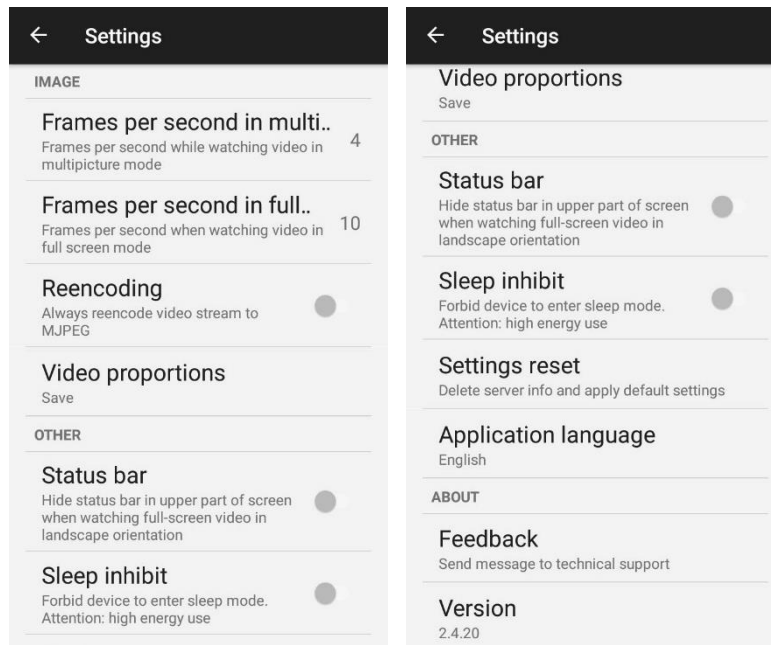 Settings
IMAGE
Frames per second in multi..
Frames per second while watching video in
multipicture mode
4
Frames per second in full..
Frames per second when watching video in
full screen mode
10
Reencoding
Always reencode video stream to
MJPEG
Video proportions
Save
OTHER
Status bar
Hide status bar in upper part of screen
when watching full-screen video in
landscape orientation
Sleep inhibit
Forbid device to enter sleep mode.
Attention: high energy use
Settings
Video proportions
Save
OTHER
Status bar
Hide status bar in upper part of screen
when watching full-screen video in
landscape orientation
Sleep inhibit
Forbid device to enter sleep mode.
Attention: high energy use
Settings reset
Delete server info and apply default settings
Application language
English
ABOUT
Feedback
Send message to technical support
Version
2.4.20